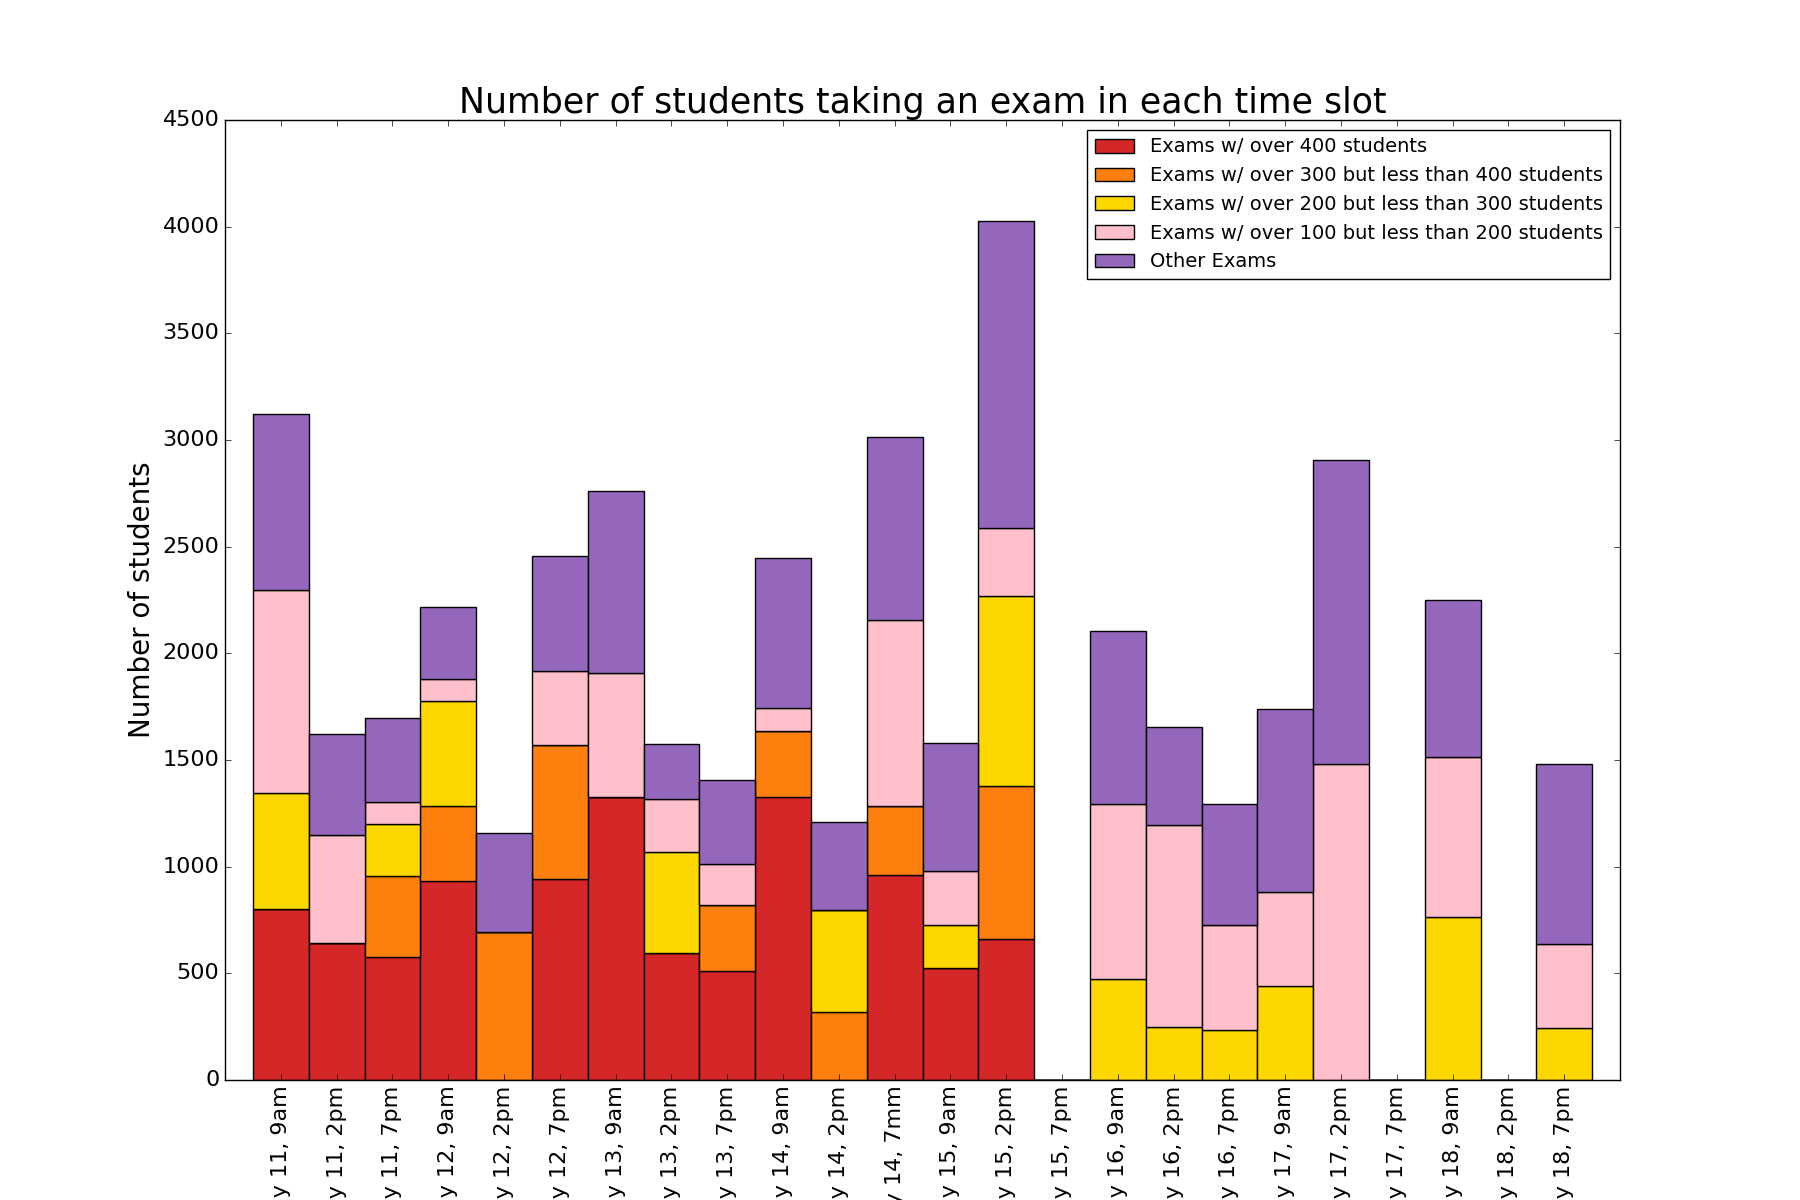 Number of students taking an exam in each time slot
Number of students
4500
4000
3500
3000
2500
2000
1500
1000
500
0
Exams w/ over 400 students
Exams w/ over 300 but less than 400 students
Exams w/ over 200 but less than 300 students
Exams w/ over 100 but less than 200 students
Other Exams
y 11, 9am
y 11, 2pm
y 11, 7pm
y 12, 9am
y 12, 2pm
y 12, 7pm
y 13, 9am
y 13, 2pm
y 13, 7pm
y 14, 9am
y 14, 2pm
y 14, 7mm
y 15, 9am
y 15, 2pm
y 15, 7pm
y 16, 9am
y 16, 2pm
y 16, 7pm
y 17, 9am
y 17, 2pm
y 17, 7pm
y 18, 9am
y 18, 2pm
y 18, 7pm